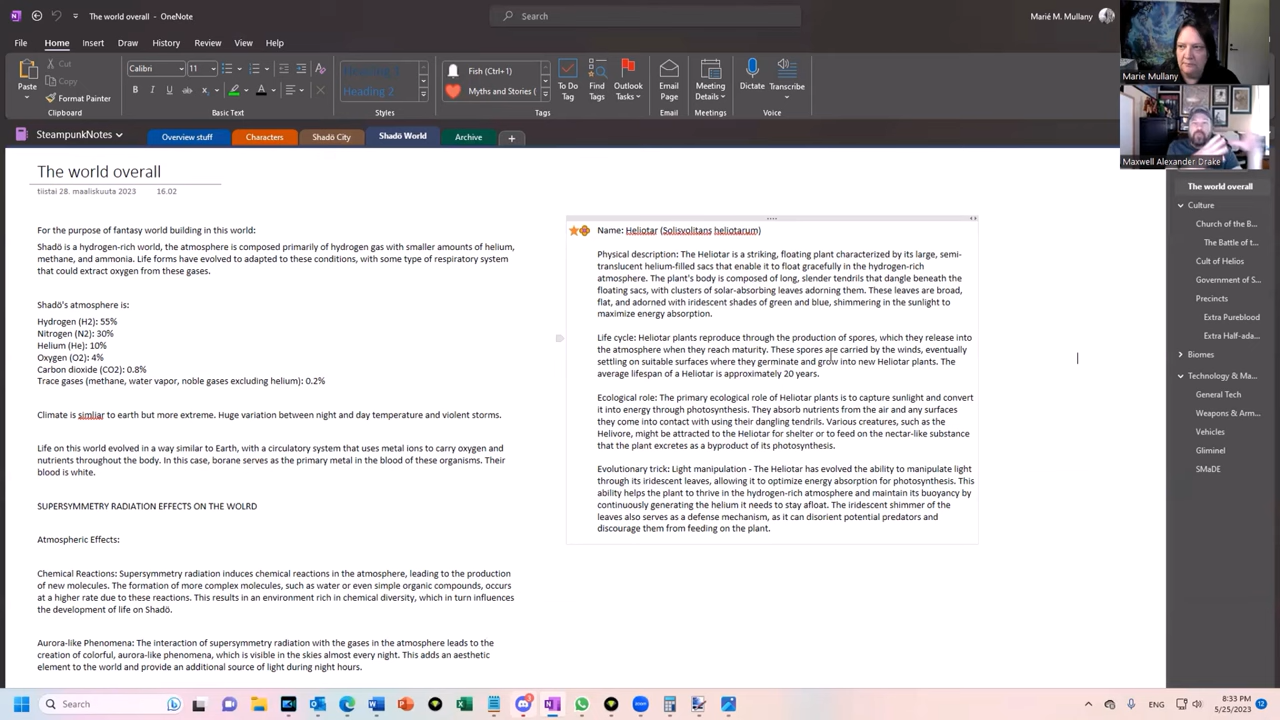 The world overall - OneNote
Search
Marié M. Mullany
File Home Insert Draw History Review View Help
Paste
Cut
Copy
Format Painter
Clipboard
Calibri 11
Basic Text
Heading 1
Heading 2
Styles
Fish (Ctrl+1)
Myths and Stories (
Tags
To Do
Tag
Find
Tags
Outlook
Tasks
Email
Page
Email
Meeting
Details
Meetings
Dictate
Transcribe
Voice
Marie Mullany
Maxwell Alexander Drake
SteampunkNotes
Overview stuff
Characters
Shadō City
Shadō World
Archive
The world overall
tiistai 28. maaliskuuta 2023 16.02
For the purpose of fantasy world building in this world:
Shadō is a hydrogen-rich world, the atmosphere is composed primarily of hydrogen gas with smaller amounts of helium,
methane, and ammonia. Life forms have evolved to adapted to these conditions, with some type of respiratory system
that could extract oxygen from these gases.
Shadō's atmosphere is:
Hydrogen (H2): 55%
Nitrogen (N2): 30%
Helium (He): 10%
Oxygen (O2): 4%
Carbon dioxide (CO2): 0.8%
Trace gases (methane, water vapor, noble gases excluding helium): 0.2%
Climate is simliar to earth but more extreme. Huge variation between night and day temperature and violent storms.
Life on this world evolved in a way similar to Earth, with a circulatory system that uses metal ions to carry oxygen and
nutrients throughout the body. In this case, borane serves as the primary metal in the blood of these organisms. Their
blood is white.
SUPERSYMMETRY RADIATION EFFECTS ON THE WOLRD
Atmospheric Effects:
Chemical Reactions: Supersymmetry radiation induces chemical reactions in the atmosphere, leading to the production
of new molecules. The formation of more complex molecules, such as water or even simple organic compounds, occurs
at a higher rate due to these reactions. This results in an environment rich in chemical diversity, which in turn influences
the development of life on Shadō.
Aurora-like Phenomena: The interaction of supersymmetry radiation with the gases in the atmosphere leads to the
creation of colorful, aurora-like phenomena, which is visible in the skies almost every night. This adds an aesthetic
element to the world and provide an additional source of light during night hours.
Name: Heliotar (Solisvolitans heliotarum)
Physical description: The Heliotar is a striking, floating plant characterized by its large, semi-
translucent helium-filled sacs that enable it to float gracefully in the hydrogen-rich
atmosphere. The plant's body is composed of long, slender tendrils that dangle beneath the
floating sacs, with clusters of solar-absorbing leaves adorning them. These leaves are broad,
flat, and adorned with iridescent shades of green and blue, shimmering in the sunlight to
maximize energy absorption.
Life cycle: Heliotar plants reproduce through the production of spores, which they release into
the atmosphere when they reach maturity. These spores are carried by the winds, eventually
settling on suitable surfaces where they germinate and grow into new Heliotar plants. The
average lifespan of a Heliotar is approximately 20 years.
Ecological role: The primary ecological role of Heliotar plants is to capture sunlight and convert
it into energy through photosynthesis. They absorb nutrients from the air and any surfaces
they come into contact with using their dangling tendrils. Various creatures, such as the
Helivore, might be attracted to the Heliotar for shelter or to feed on the nectar-like substance
that the plant excretes as a byproduct of its photosynthesis.
Evolutionary trick: Light manipulation - The Heliotar has evolved the ability to manipulate light
through its iridescent leaves, allowing it to optimize energy absorption for photosynthesis. This
ability helps the plant to thrive in the hydrogen-rich atmosphere and maintain its buoyancy by
continuously generating the helium it needs to stay afloat. The iridescent shimmer of the
leaves also serves as a defense mechanism, as it can disorient potential predators and
discourage them from feeding on the plant.
The world overall
Culture
Church of the B...
The Battle of t...
Cult of Helios
Government of S...
Precincts
Extra Pureblood
Extra Half-ada...
Biomes
Technology & Ma...
General Tech
Weapons & Arm...
Vehicles
Gliminel
SMaDE
Search
ENG
8:33 PM
5/25/2023
12